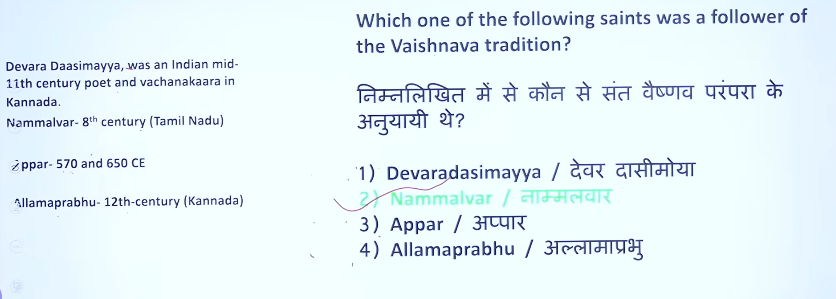 Devara Daasimayya, was an Indian mid-
11th century poet and vachanakaara in
Kannada.
Nammalvar- 8th century (Tamil Nadu)
Appar- 570 and 650 CE
Allamaprabhu- 12th-century (Kannada)
Which one of the following saints was a follower of
the Vaishnava tradition?
निम्नलिखित में से कौन से संत वैष्णव परंपरा के
अनुयायी थे?
1) Devaradasimayya / देवर दासीमोया
2) Nammalvar / नाम्मलवार
3) Appar / अप्पार
4) Allamaprabhu / अल्लामाप्रभु